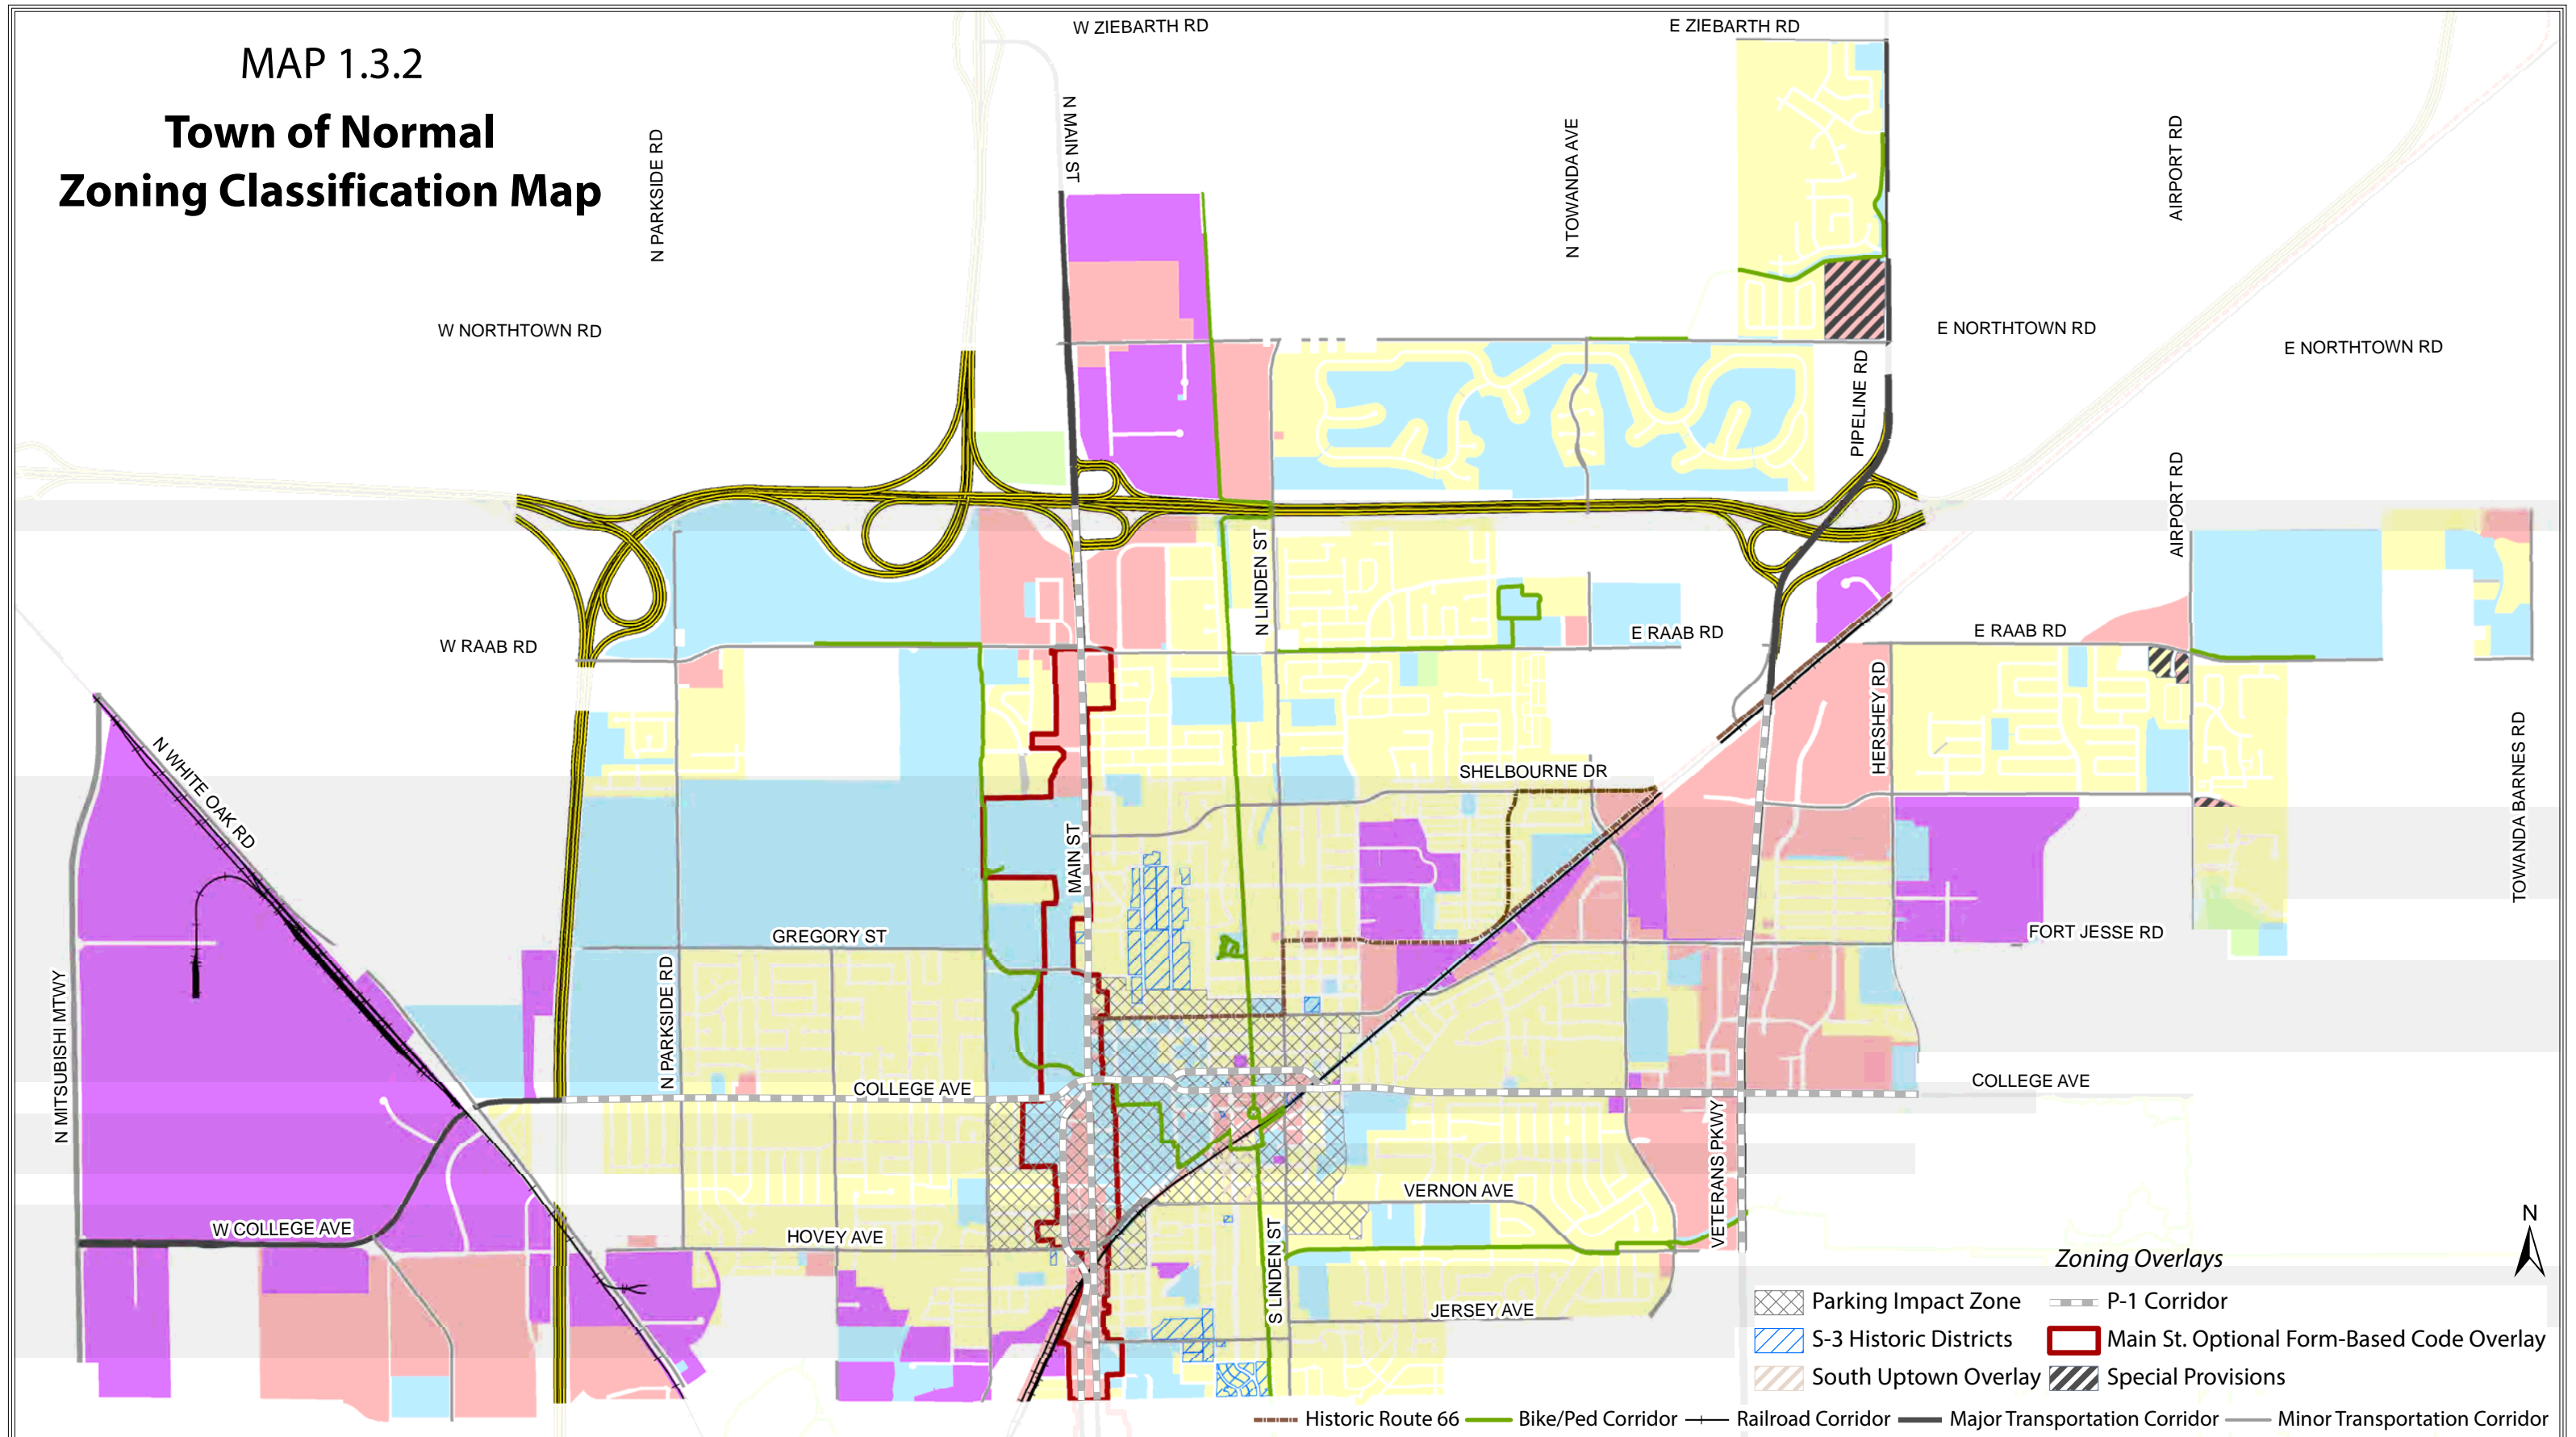 MAP 1.3.2
Town of Normal
Zoning Classification Map
W ZIEBARTH RD
E ZIEBARTH RD
N PARKSIDE RD
N MAIN ST
N TOWANDA AVE
AIRPORT RD
W NORTHTOWN RD
E NORTHTOWN RD
E NORTHTOWN RD
PIPELINE RD
AIRPORT RD
N LINDEN ST
W RAAB RD
E RAAB RD
E RAAB RD
HERSHEY RD
TOWANDA BARNES RD
N WHITE OAK RD
SHELBOURNE DR
MAIN ST
GREGORY ST
FORT JESSE RD
N PARKSIDE RD
N MITSUBISHI MTWY
COLLEGE AVE
COLLEGE AVE
VETERANS PKWY
VERNON AVE
W COLLEGE AVE
HOVEY AVE
S LINDEN ST
JERSEY AVE
N
Zoning Overlays
Parking Impact Zone
P-1 Corridor
S-3 Historic Districts
Main St. Optional Form-Based Code Overlay
South Uptown Overlay
Special Provisions
Historic Route 66
Bike/Ped Corridor
Railroad Corridor
Major Transportation Corridor
Minor Transportation Corridor